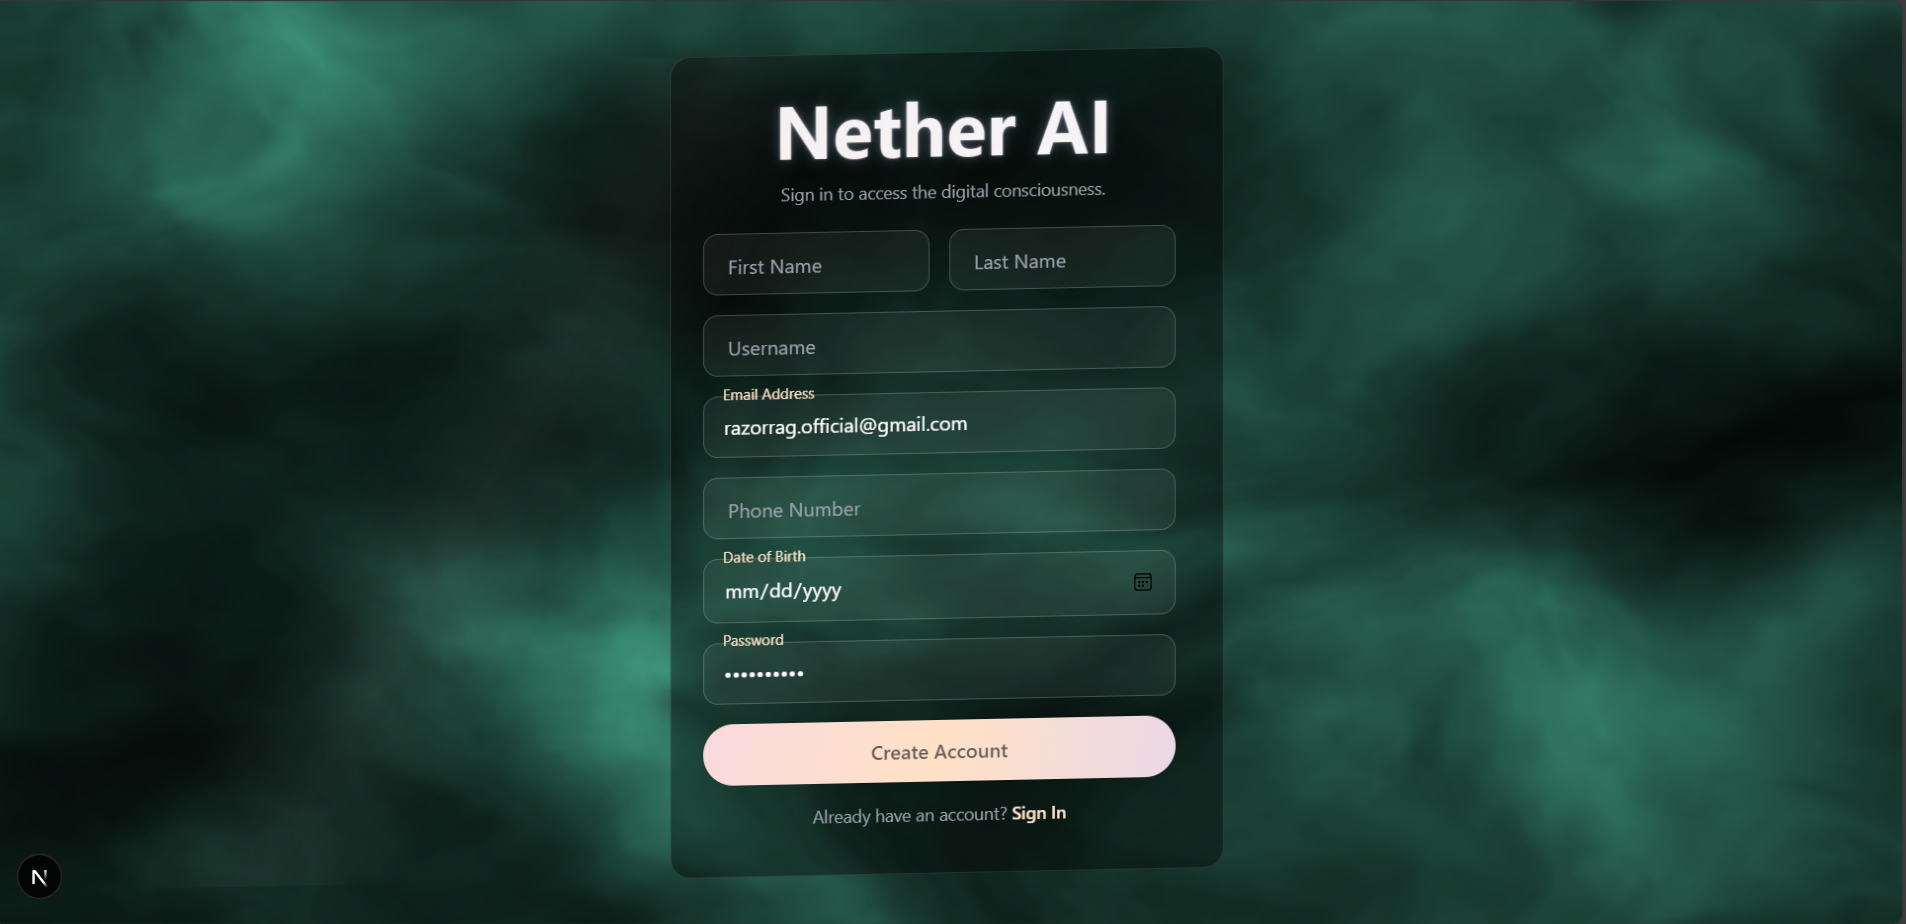 Nether AI
Sign in to access the digital consciousness.
First Name
Last Name
Username
Email Address
razorrag.official@gmail.com
Phone Number
Date of Birth
mm/dd/yyyy
Password
••••••••••
Create Account
Already have an account? Sign In
N